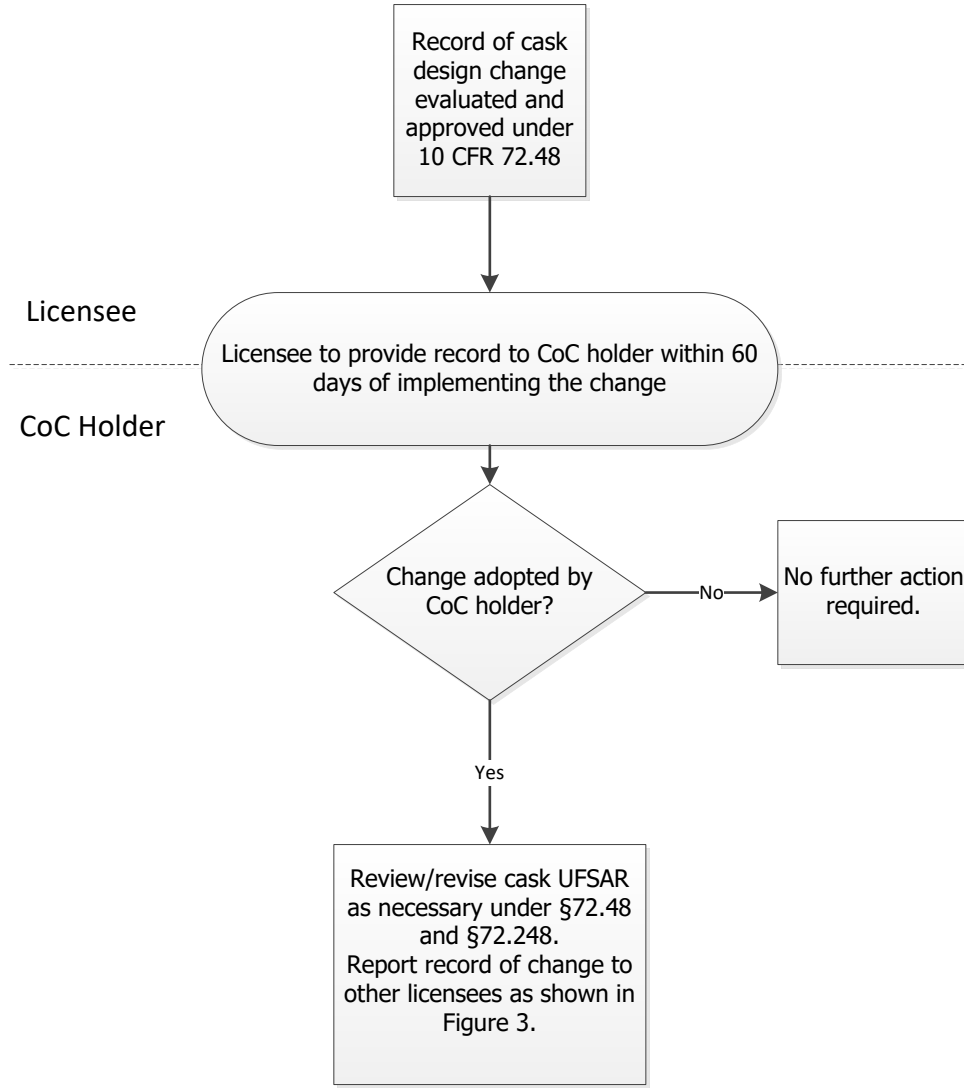 Record of cask
design change
evaluated and
approved under
10 CFR 72.48
Licensee
Licensee to provide record to CoC holder within 60
days of implementing the change
CoC Holder
Change adopted by
CoC holder?
No
No further action
required.
Yes
Review/revise cask UFSAR
as necessary under §72.48
and §72.248.
Report record of change to
other licensees as shown in
Figure 3.